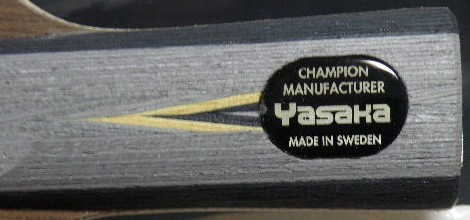 CHAMPION
MANUFACTURER
Yasaka
MADE IN SWEDEN